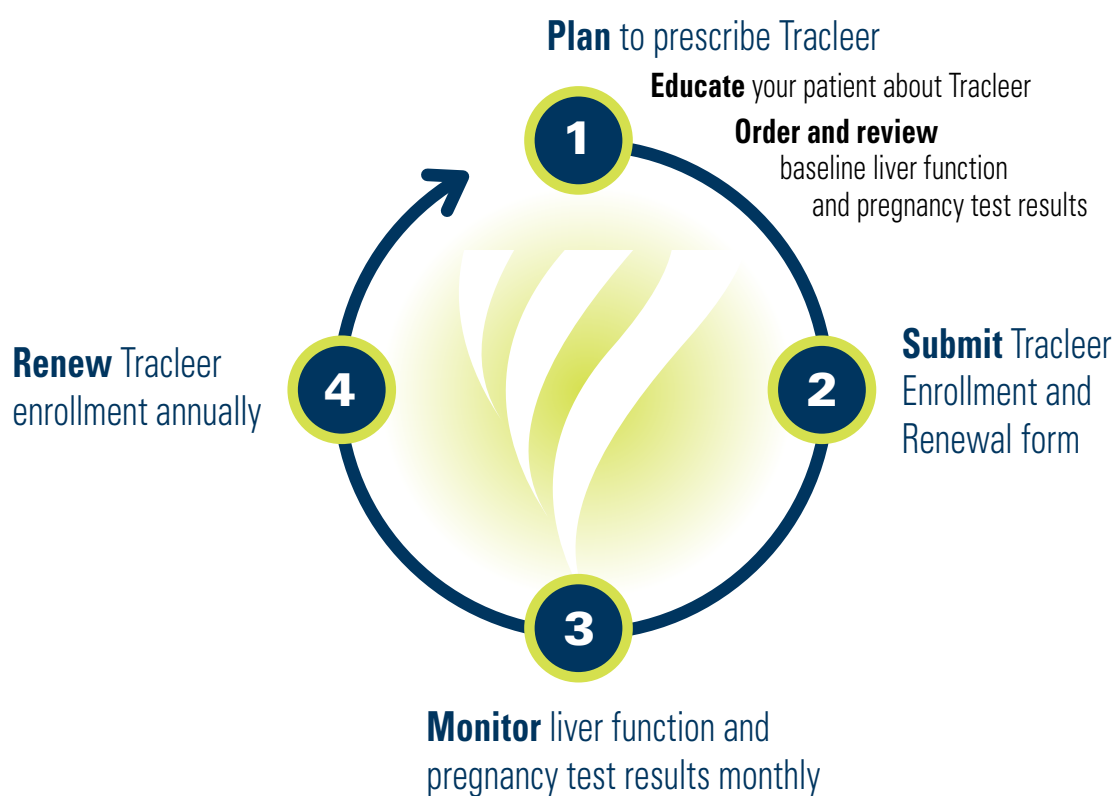 Plan to prescribe Tracleer
Educate your patient about Tracleer
Order and review
baseline liver function
and pregnancy test results
1
2
Submit Tracleer
Enrollment and
Renewal form
3
Monitor liver function and
pregnancy test results monthly
4
Renew Tracleer
enrollment annually